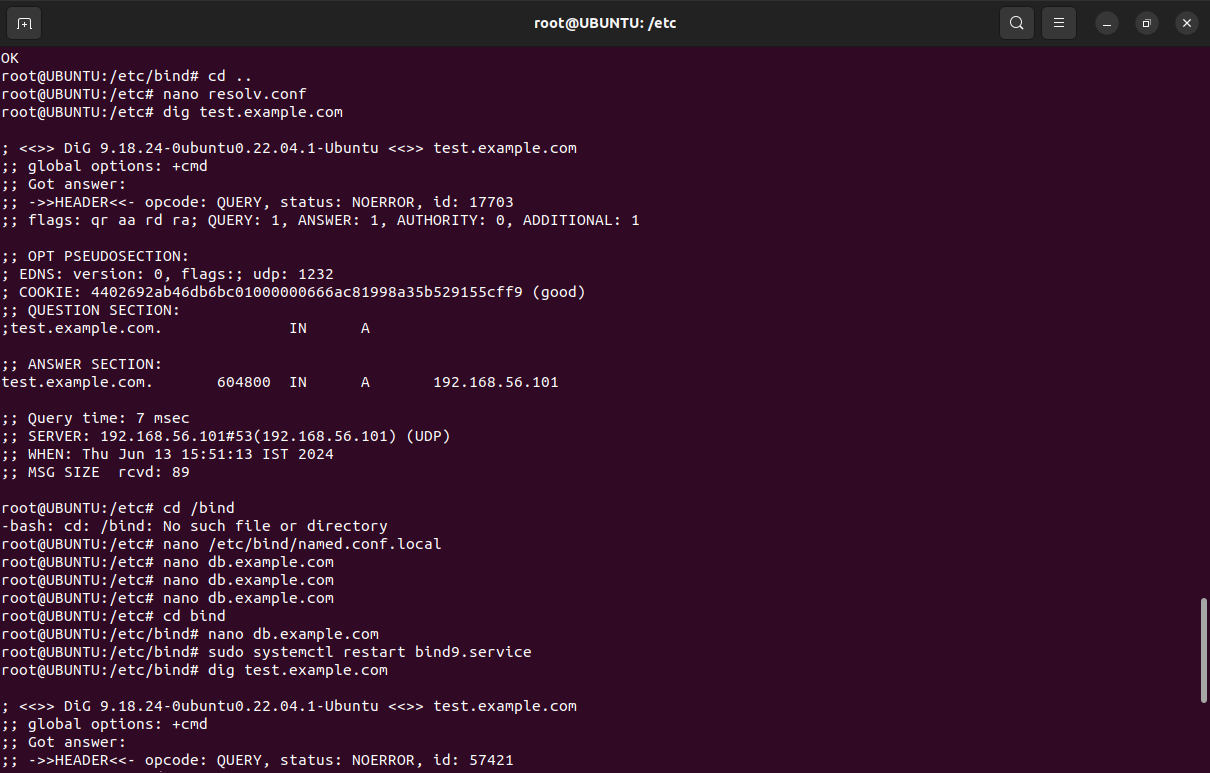 root@UBUNTU: /etc
OK
root@UBUNTU:/etc/bind# cd ..
root@UBUNTU:/etc# nano resolv.conf
root@UBUNTU:/etc# dig test.example.com

; <<>> DiG 9.18.24-0ubuntu0.22.04.1-Ubuntu <<>> test.example.com
;; global options: +cmd
;; Got answer:
;; ->>HEADER<<- opcode: QUERY, status: NOERROR, id: 17703
;; flags: qr aa rd ra; QUERY: 1, ANSWER: 1, AUTHORITY: 0, ADDITIONAL: 1

;; OPT PSEUDOSECTION:
; EDNS: version: 0, flags:; udp: 1232
; COOKIE: 4402692ab46db6bc01000000666ac81998a35b529155cff9 (good)
;; QUESTION SECTION:
;test.example.com.              IN      A

;; ANSWER SECTION:
test.example.com.       604800  IN      A       192.168.56.101

;; Query time: 7 msec
;; SERVER: 192.168.56.101#53(192.168.56.101) (UDP)
;; WHEN: Thu Jun 13 15:51:13 IST 2024
;; MSG SIZE  rcvd: 89

root@UBUNTU:/etc# cd /bind
-bash: cd: /bind: No such file or directory
root@UBUNTU:/etc# nano /etc/bind/named.conf.local
root@UBUNTU:/etc# nano db.example.com
root@UBUNTU:/etc# nano db.example.com
root@UBUNTU:/etc# nano db.example.com
root@UBUNTU:/etc# cd bind
root@UBUNTU:/etc/bind# nano db.example.com
root@UBUNTU:/etc/bind# sudo systemctl restart bind9.service
root@UBUNTU:/etc/bind# dig test.example.com

; <<>> DiG 9.18.24-0ubuntu0.22.04.1-Ubuntu <<>> test.example.com
;; global options: +cmd
;; Got answer:
;; ->>HEADER<<- opcode: QUERY, status: NOERROR, id: 57421